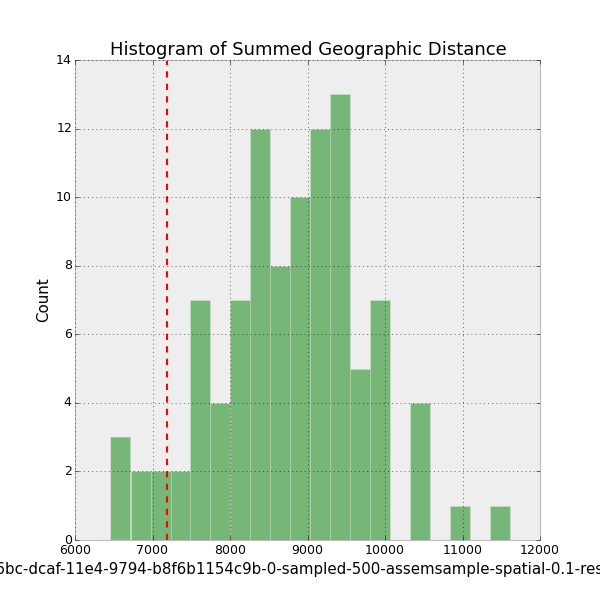 Histogram of Summed Geographic Distance
14
12
10
8
6
4
2
0
Count
6000 7000 8000 9000 10000 11000 12000
6bc-dcaf-11e4-9794-b8f6b1154c9b-0-sampled-500-assemsample-spatial-0.1-res